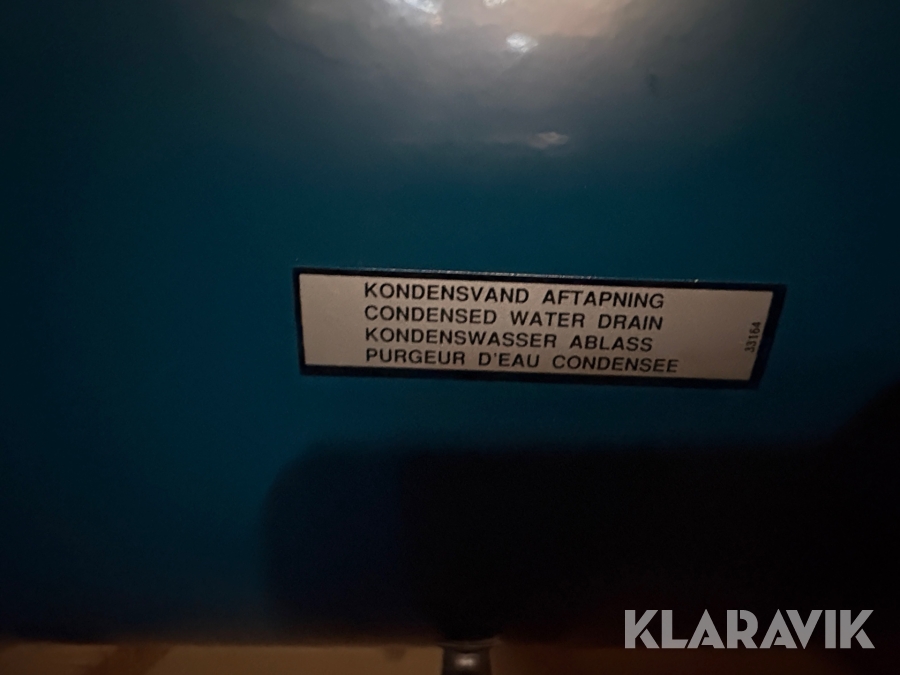 KONDENSVAND AFTAPNING
CONDENSED WATER DRAIN
KONDENSWASSER ABLASS
PURGEUR D'EAU CONDENSEE
33164
KLARAVIK